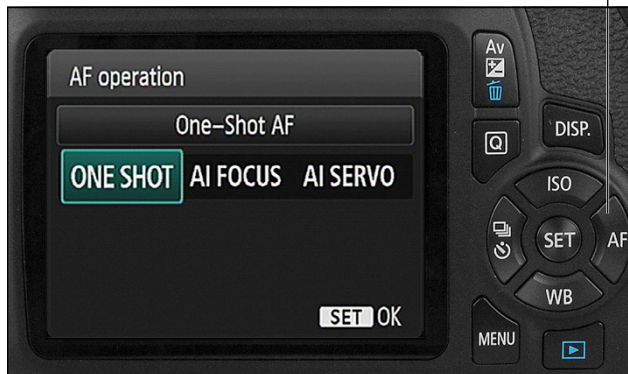 AF operation
One-Shot AF
ONE SHOT AI FOCUS AI SERVO
SET OK
Av
Q
DISP.
ISO
SET
AF
WB
MENU